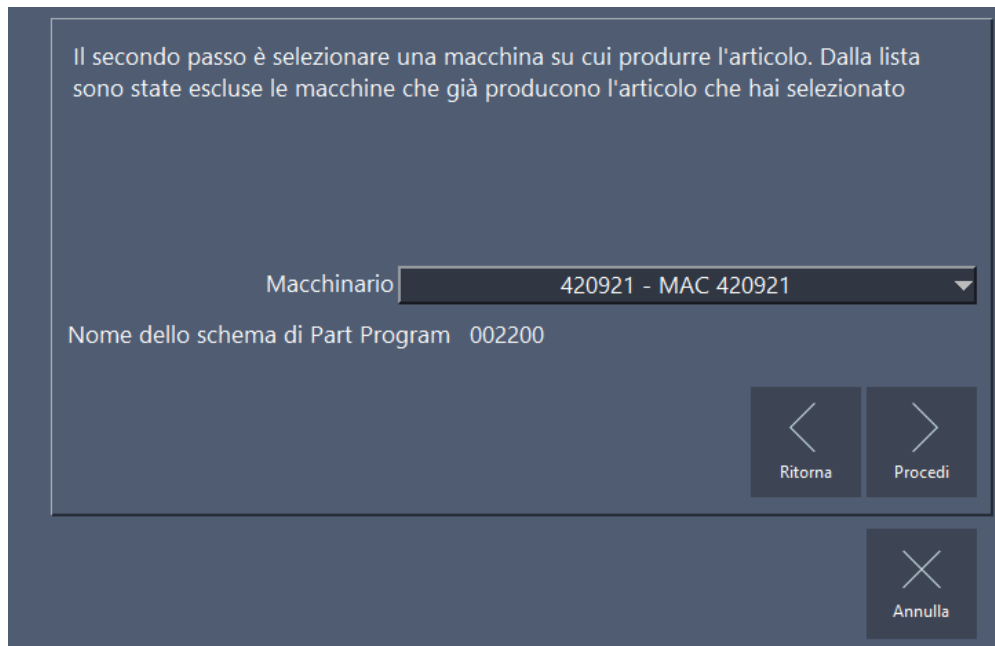 Il secondo passo è selezionare una macchina su cui produrre l'articolo. Dalla lista
sono state escluse le macchine che già producono l'articolo che hai selezionato
Macchinario 420921 - MAC 420921
Nome dello schema di Part Program 002200
Ritorna Procedi
Annulla